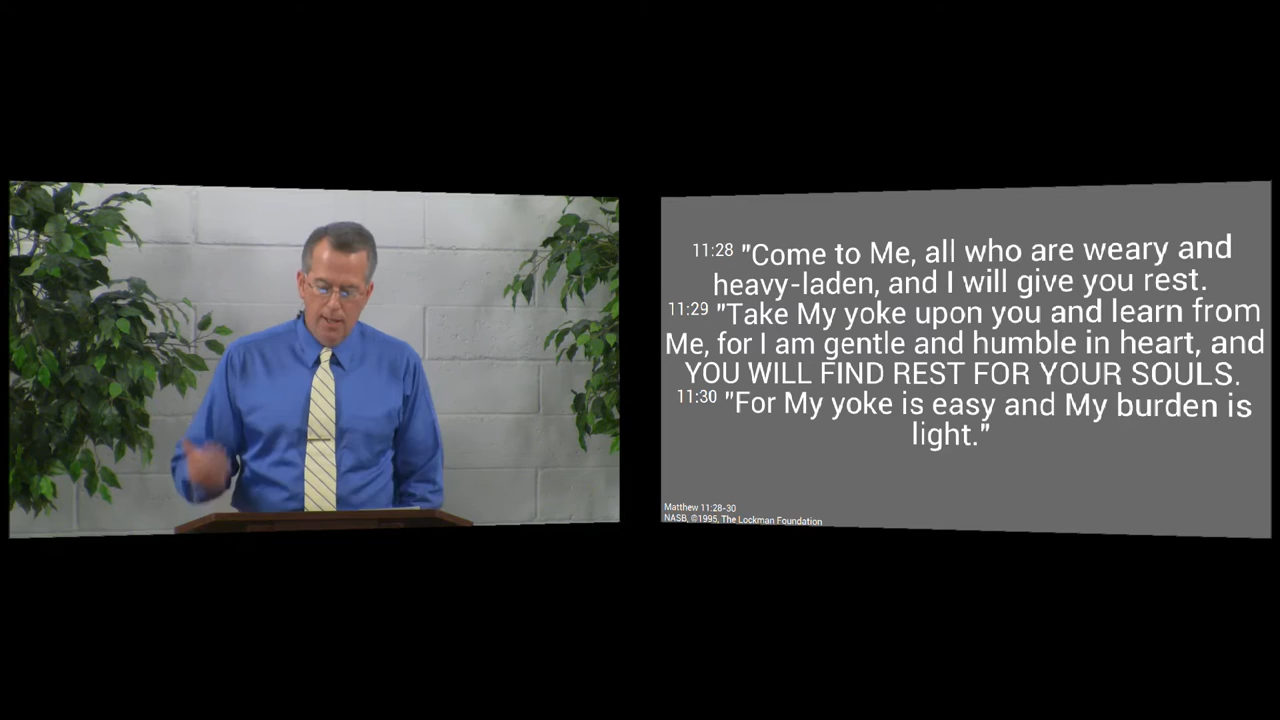 11:28 "Come to Me, all who are weary and
heavy-laden, and I will give you rest.
11:29 "Take My yoke upon you and learn from
Me, for I am gentle and humble in heart, and
YOU WILL FIND REST FOR YOUR SOULS.
11:30 "For My yoke is easy and My burden is
light."
Matthew 11:28-30
NASB, ©1995, The Lockman Foundation